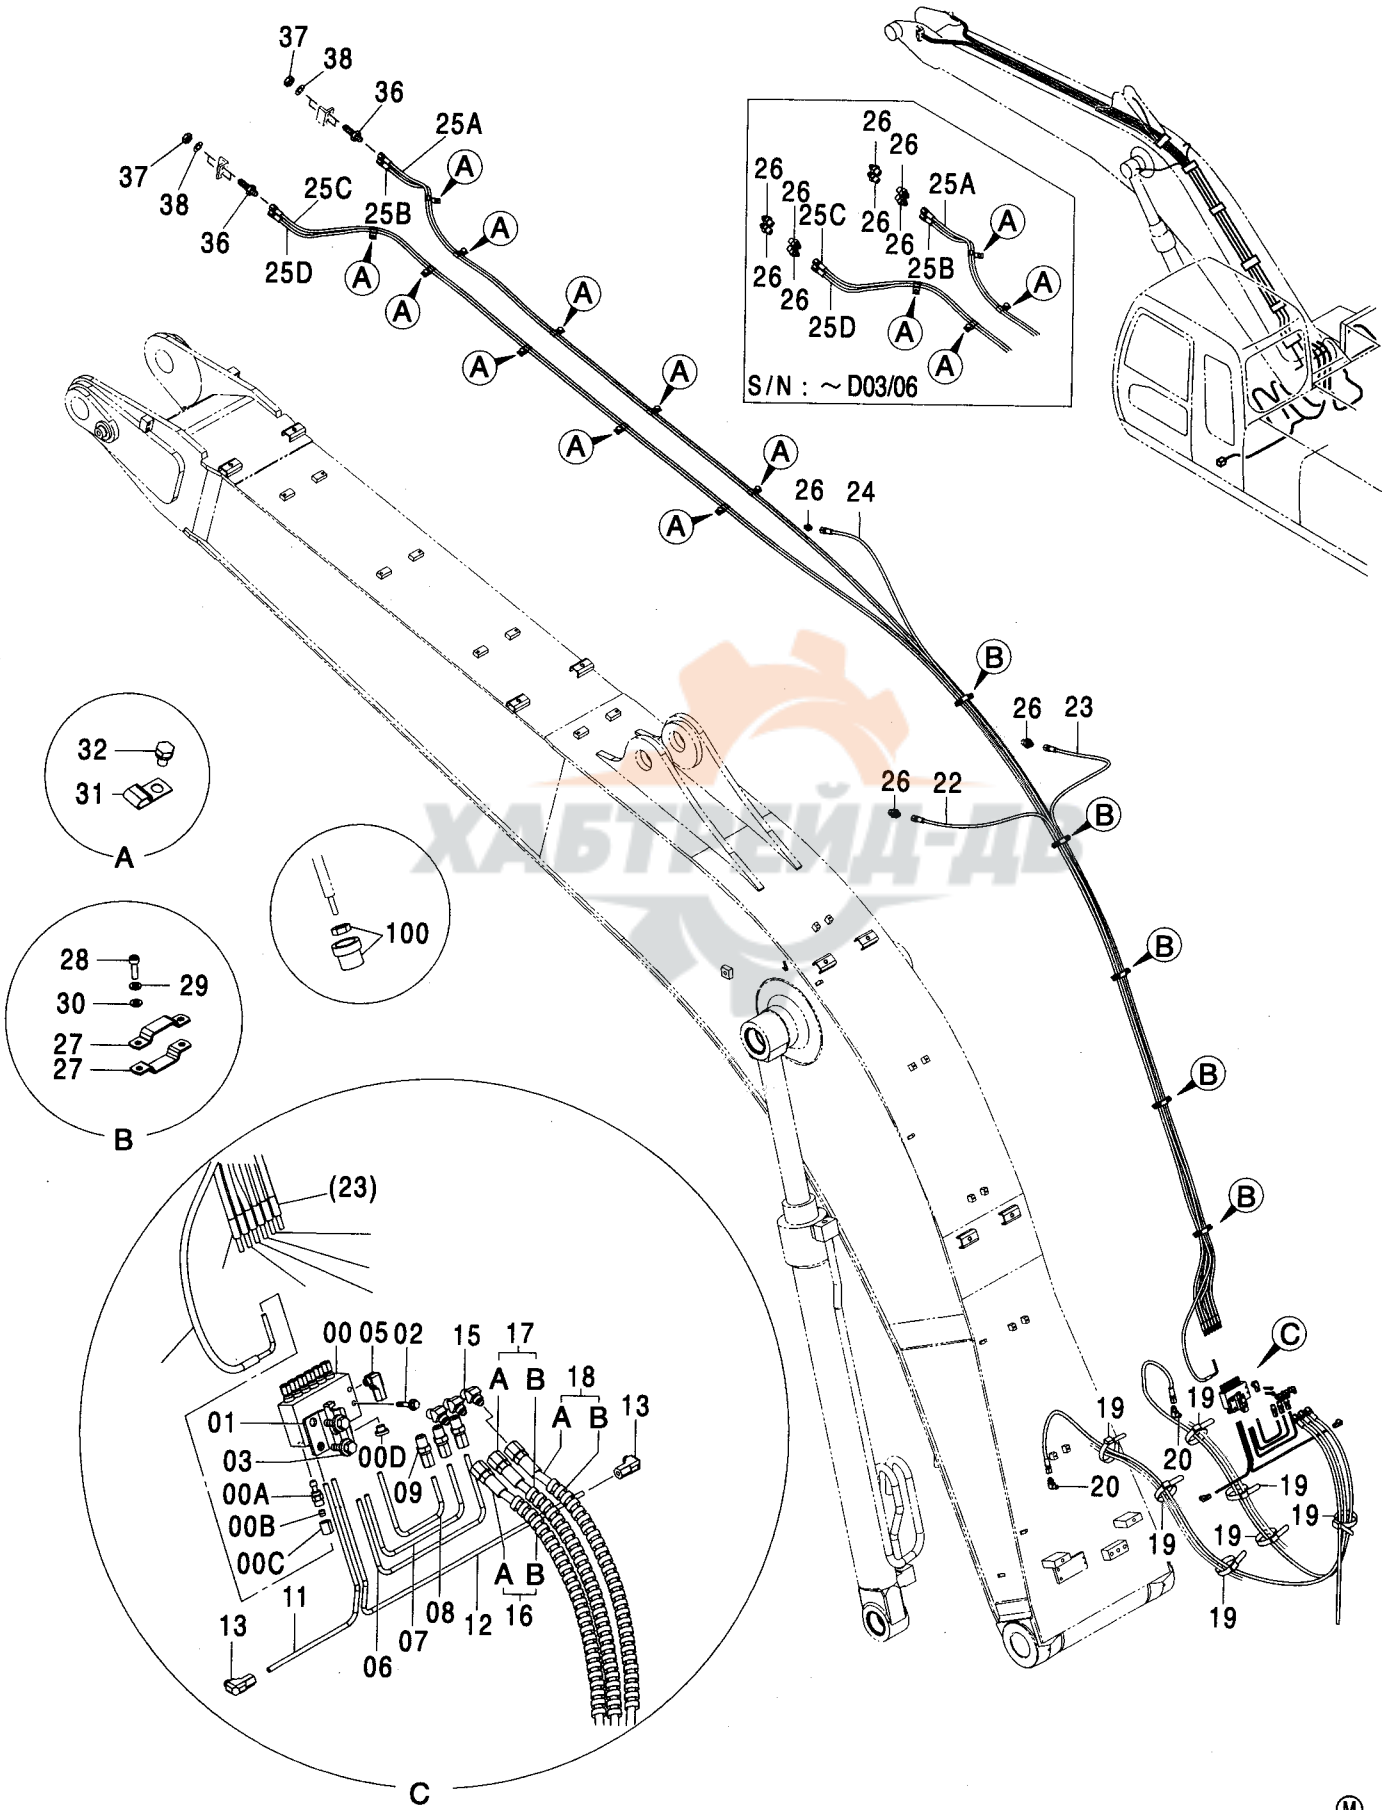 37
38
36
25A
A
37
38
36
25C
25B
25D
A
A
A
A
A
A
A
A
A
A
A
26
26
26
26
25A
25C
A
26
26
26
26
25B
25D
A
A
A
S/N : ~ D03/06
26
24
B
26
23
26
22
B
B
B
B
32
31
A
100
28
29
30
27
27
B
(23)
00
05
02
15
17
A B
18
A B
13
01
03
00D
09
00A
00B
00C
11
13
06
07
08
12
A B
16
C
C
19
19
20
20
19
19
19
19
19
ХАБТРЕЙД-ДВ
M